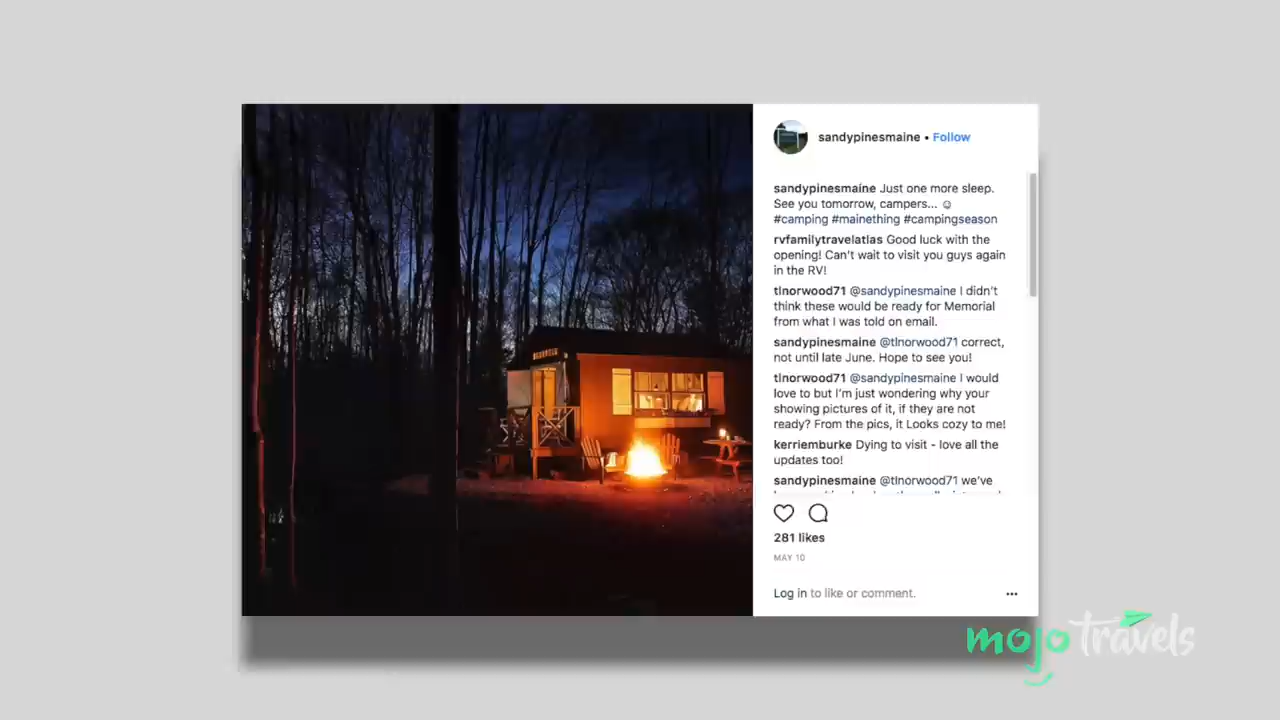 sandypinesmaine • Follow
sandypinesmaine Just one more sleep.
See you tomorrow, campers... ☺
#camping #mainething #campingseason
rvfamilytravelatlas Good luck with the
opening! Can't wait to visit you guys again
in the RV!
tlnorwood71 @sandypinesmaine I didn't
think these would be ready for Memorial
from what I was told on email.
sandypinesmaine @tlnorwood71 correct,
not until late June. Hope to see you!
tlnorwood71 @sandypinesmaine I would
love to but I'm just wondering why your
showing pictures of it, if they are not
ready? From the pics, it Looks cozy to me!
kerriemburke Dying to visit - love all the
updates too!
sandypinesmaine @tlnorwood71 we've
281 likes
MAY 10
Log in to like or comment.
mojo travels